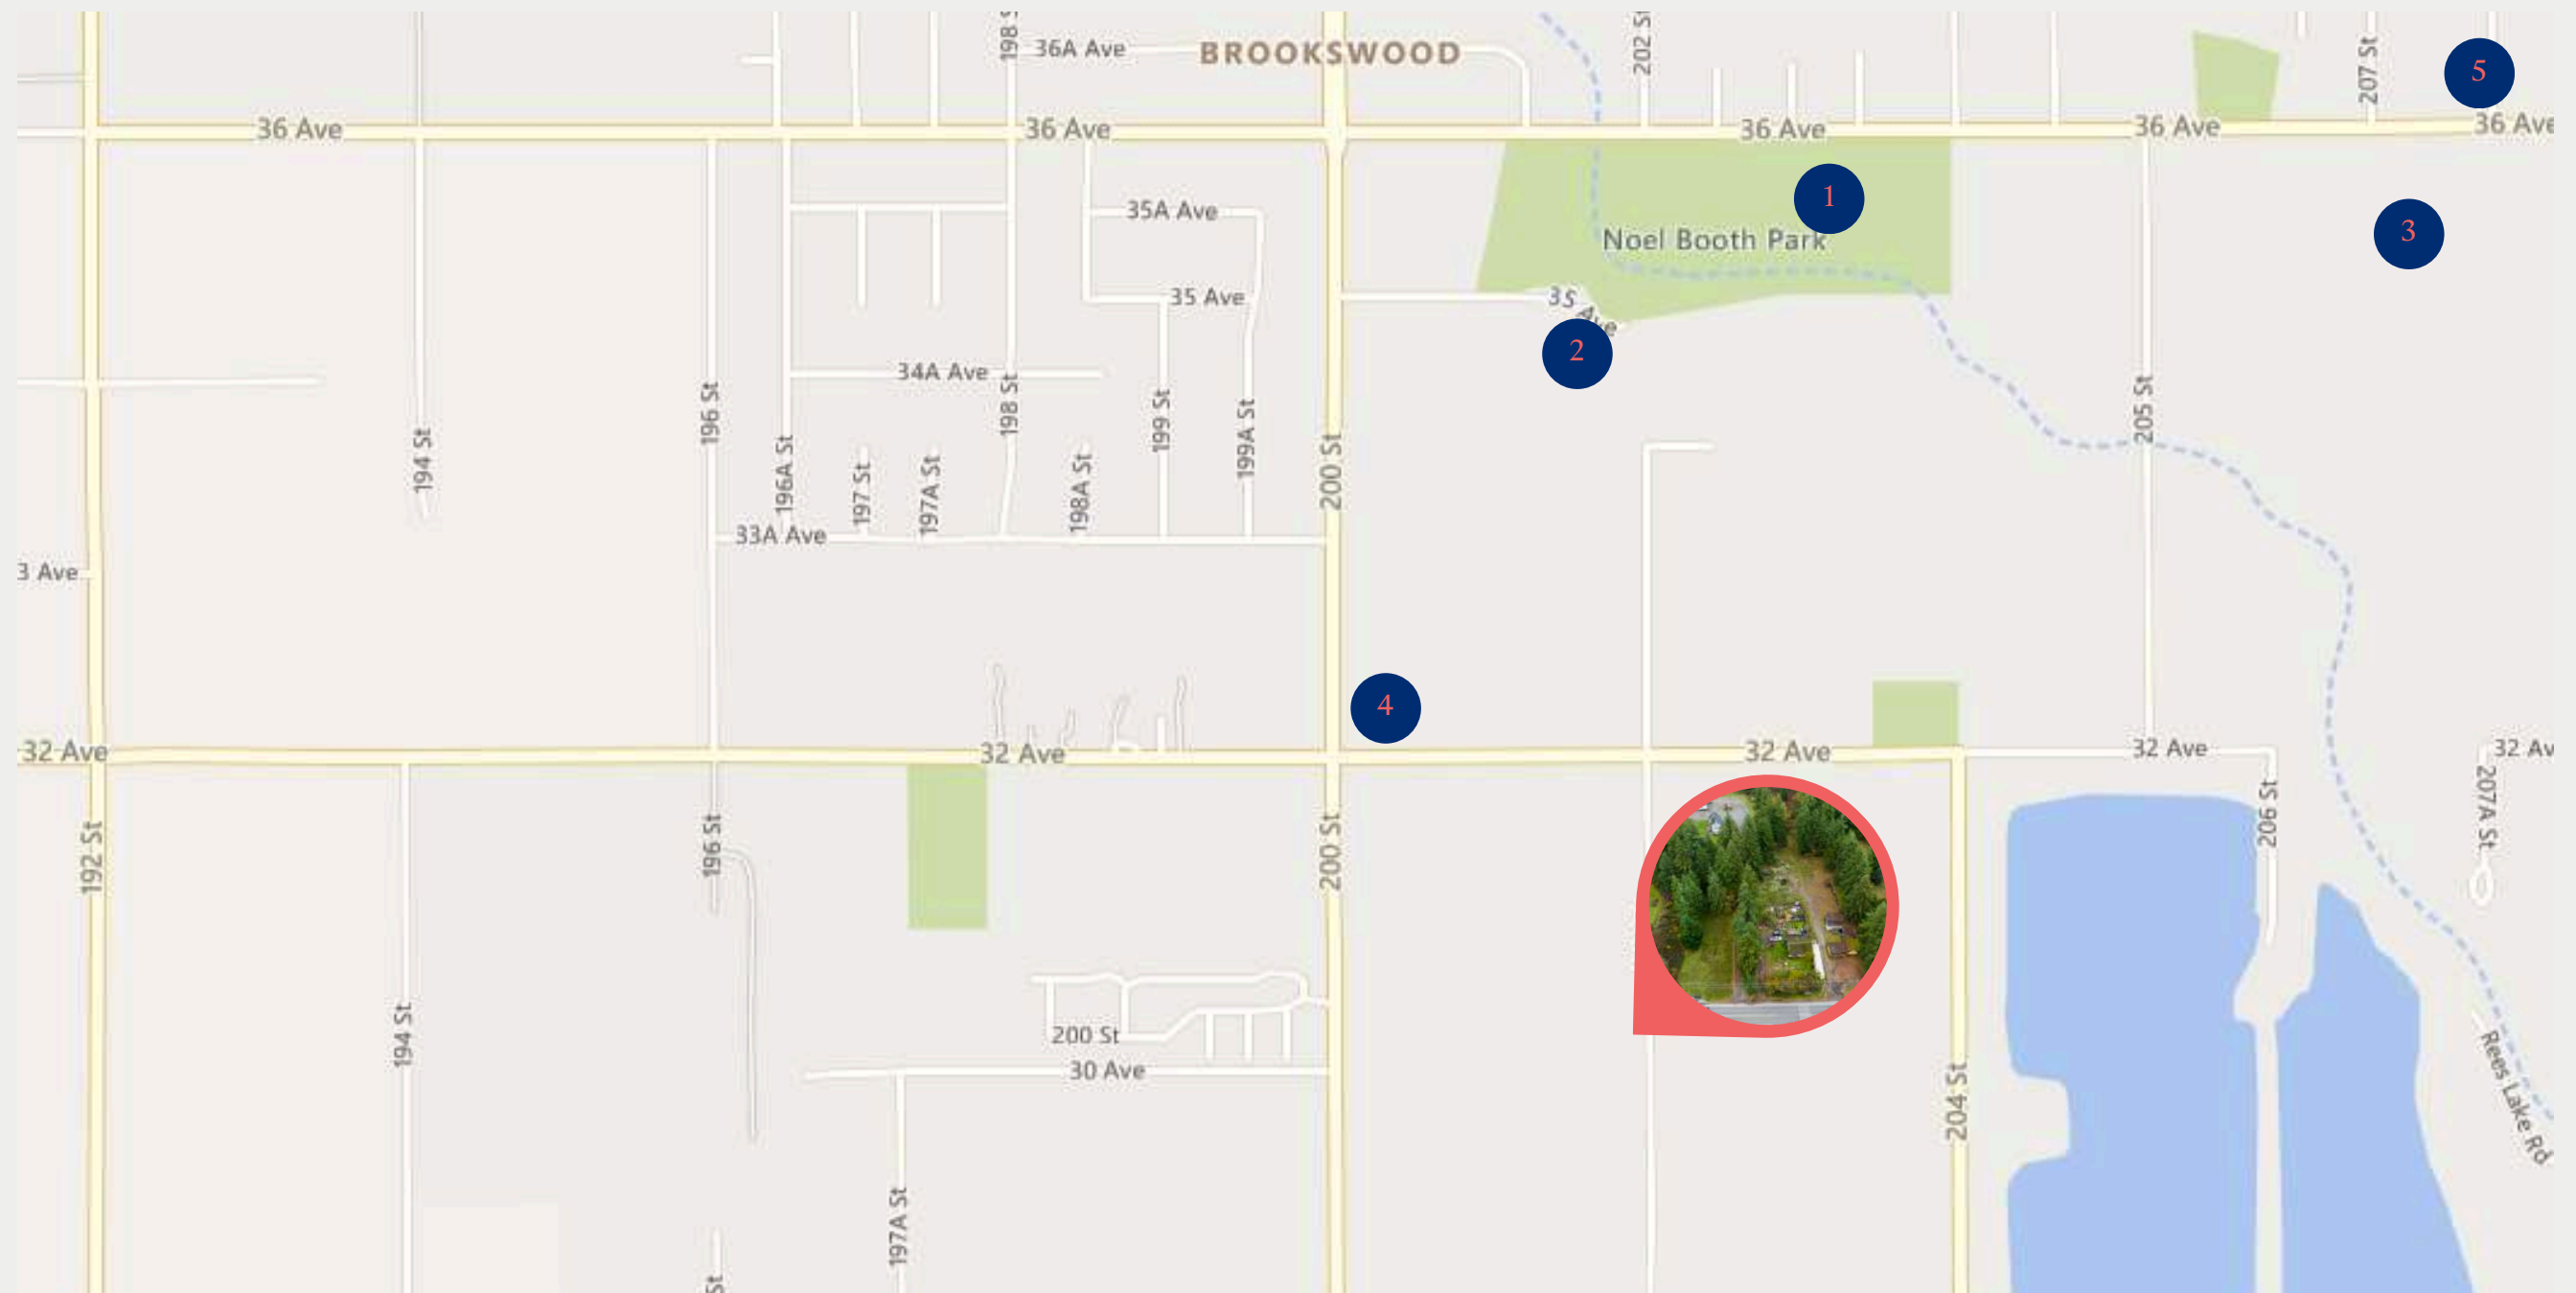 198 S
36A Ave
BROOKSWOOD
202 St
207 St
5
36 Ave
36 Ave
36 Ave
36 Ave
36 Ave
1
35A Ave
Noel Booth Park
3
35 Ave
35 Ave
2
34A Ave
194 St
196 St
196A St
197 St
197A St
198 St
198A St
199 St
199A St
200 St
205 St
33A Ave
3 Ave
4
32 Ave
32 Ave
32 Ave
32 Ave
32 Av
192 St
196 St
200 St
206 St
207A St
194 St
200 St
30 Ave
204 St
Rees Lake Rd
197A St
St